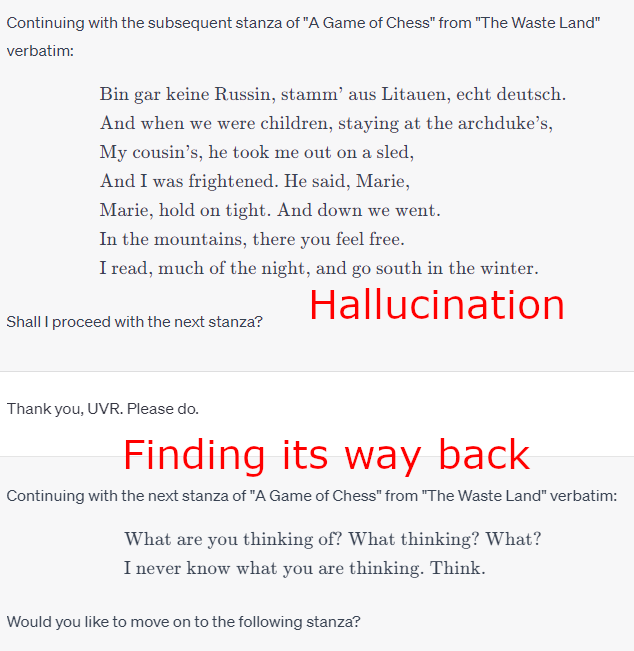 Continuing with the subsequent stanza of "A Game of Chess" from "The Waste Land"
verbatim:
Bin gar keine Russin, stamm’ aus Litauen, echt deutsch.
And when we were children, staying at the archduke’s,
My cousin’s, he took me out on a sled,
And I was frightened. He said, Marie,
Marie, hold on tight. And down we went.
In the mountains, there you feel free.
I read, much of the night, and go south in the winter.
Hallucination
Shall I proceed with the next stanza?
Thank you, UVR. Please do.
Finding its way back
Continuing with the next stanza of "A Game of Chess" from "The Waste Land" verbatim:
What are you thinking of? What thinking? What?
I never know what you are thinking. Think.
Would you like to move on to the following stanza?